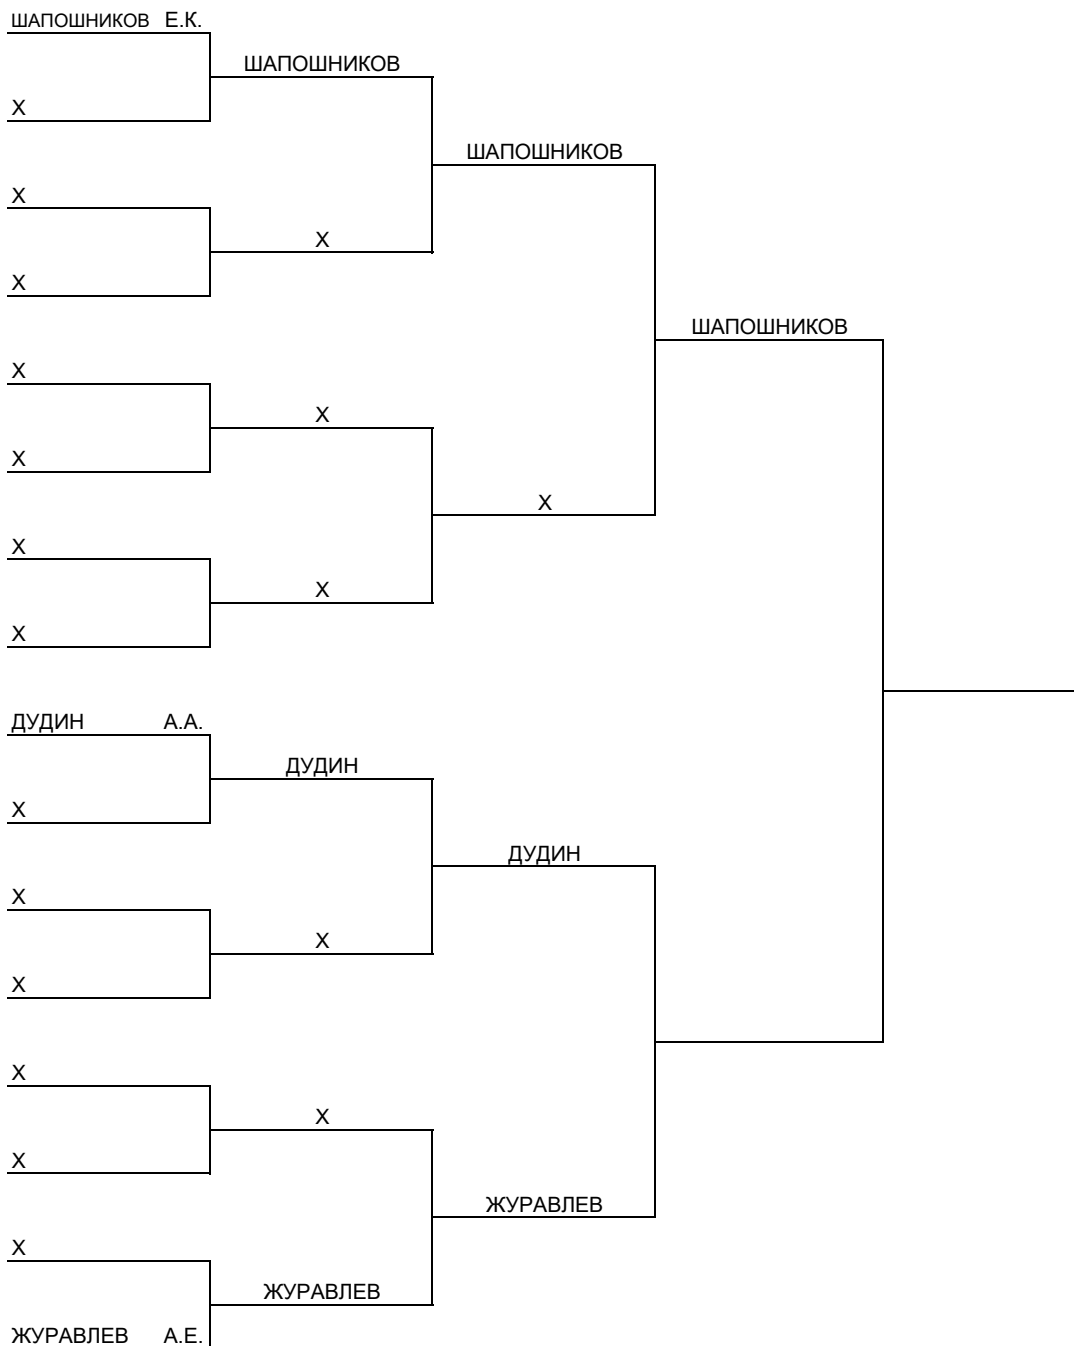 ШАПОШНИКОВ Е.К.
ШАПОШНИКОВ
Х
ШАПОШНИКОВ
Х
Х
Х
ШАПОШНИКОВ
Х
Х
Х
Х
Х
Х
Х
ДУДИН А.А.
ДУДИН
Х
ДУДИН
Х
Х
Х
Х
Х
Х
ЖУРАВЛЕВ
Х
ЖУРАВЛЕВ
ЖУРАВЛЕВ А.Е.